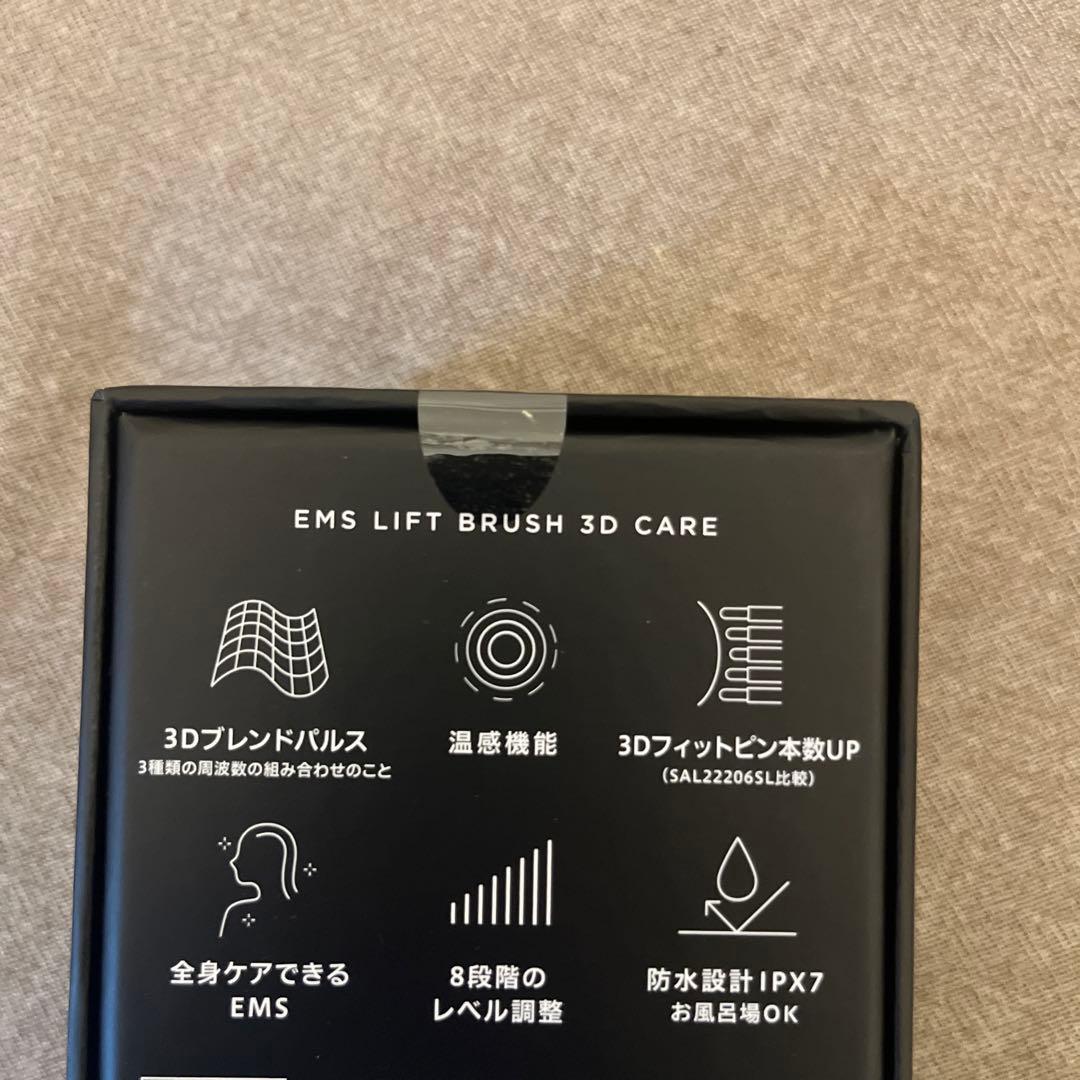 EMS LIFT BRUSH 3D CARE
3Dブレンドパルス
3種類の周波数の組み合わせのこと
温感機能
3Dフィットピン本数UP
(SAL22206SL比較)
全身ケアできる
EMS
8段階の
レベル調整
防水設計IPX7
お風呂場OK